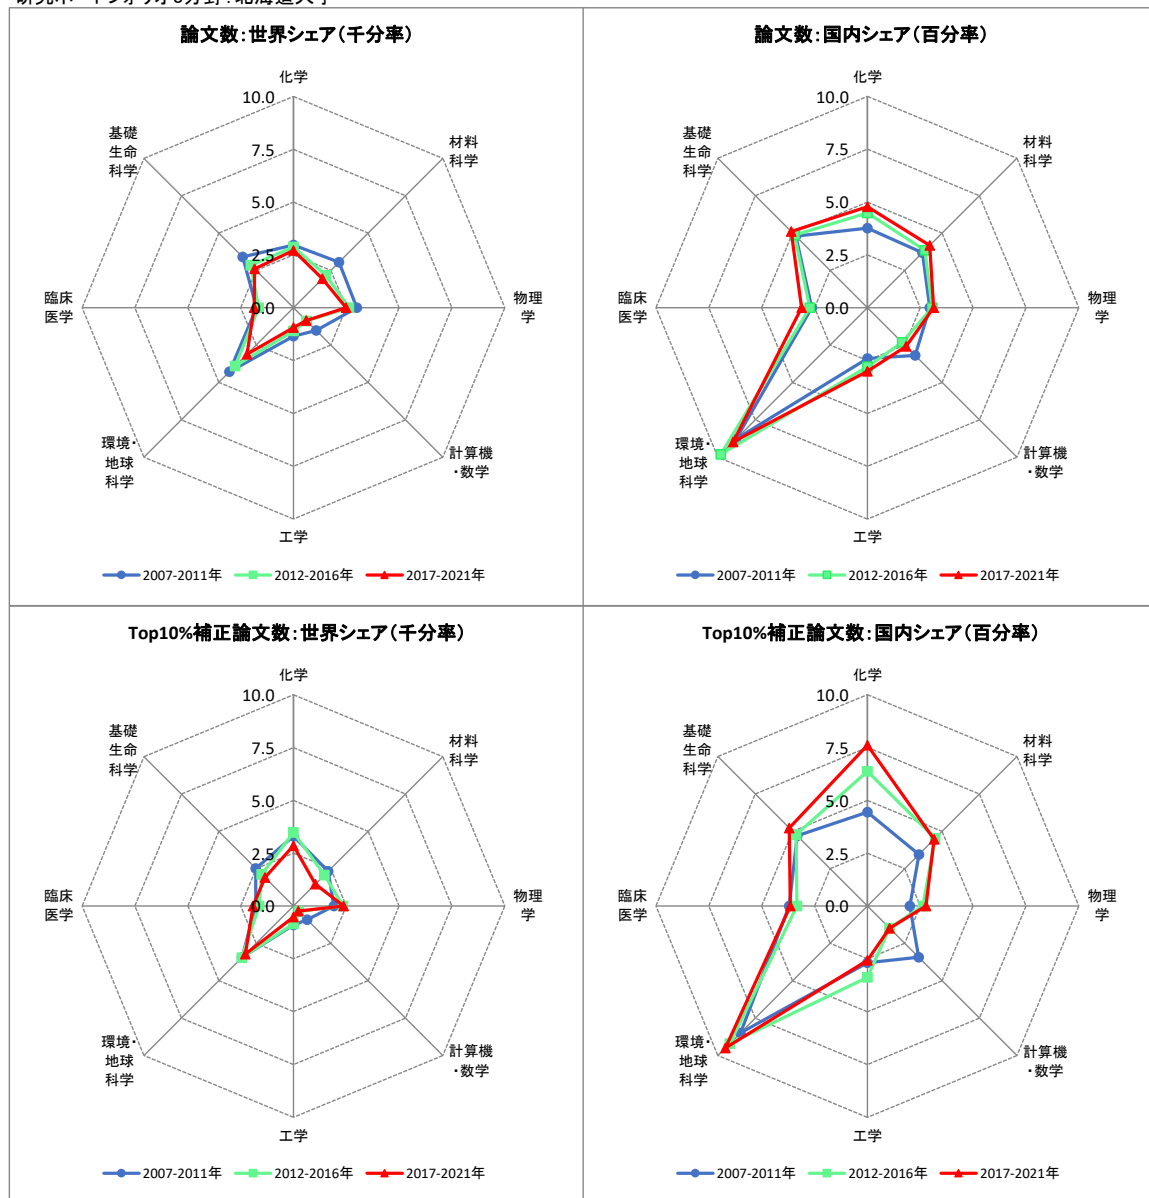 論文数：世界シェア（千分率）
化学
10.0
7.5
5.0
2.5
0.0
材料
科学
物理
学
計算機
・数学
工学
環境・
地球
科学
臨床
医学
基礎
生命
科学
2007-2011年 2012-2016年 2017-2021年
論文数：国内シェア（百分率）
化学
10.0
7.5
5.0
2.5
0.0
材料
科学
物理
学
計算機
・数学
工学
環境・
地球
科学
臨床
医学
基礎
生命
科学
2007-2011年 2012-2016年 2017-2021年
Top10%補正論文数：世界シェア（千分率）
化学
10.0
7.5
5.0
2.5
0.0
材料
科学
物理
学
計算機
・数学
工学
環境・
地球
科学
臨床
医学
基礎
生命
科学
2007-2011年 2012-2016年 2017-2021年
Top10%補正論文数：国内シェア（百分率）
化学
10.0
7.5
5.0
2.5
0.0
材料
科学
物理
学
計算機
・数学
工学
環境・
地球
科学
臨床
医学
基礎
生命
科学
2007-2011年 2012-2016年 2017-2021年